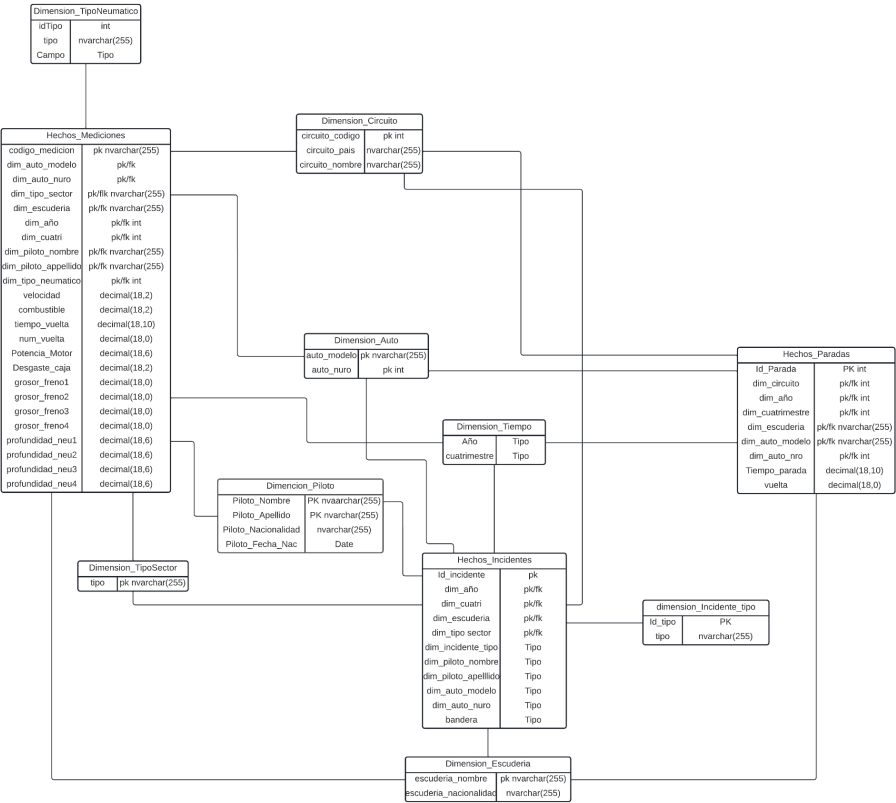 Dimension_TipoNeumatico
idTipo int
tipo nvarchar(255)
Campo Tipo
Hechos_Mediciones
codigo_medicion pk nvarchar(255)
dim_auto_modelo pk/fk
dim_auto_nuro pk/fk
dim_tipo_sector pk/flk nvarchar(255)
dim_escuderia pk/fk nvarchar(255)
dim_año pk/fk int
dim_cuatri pk/fk int
dim_piloto_nombre pk/fk nvarchar(255)
dim_piloto_appellido pk/fk nvarchar(255)
dim_tipo_neumatico pk/fk int
velocidad decimal(18,2)
combustible decimal(18,2)
tiempo_vuelta decimal(18,10)
num_vuelta decimal(18,0)
Potencia_Motor decimal(18,6)
Desgaste_caja decimal(18,2)
grosor_freno1 decimal(18,0)
grosor_freno2 decimal(18,0)
grosor_freno3 decimal(18,0)
grosor_freno4 decimal(18,0)
profundidad_neu1 decimal(18,6)
profundidad_neu2 decimal(18,6)
profundidad_neu3 decimal(18,6)
profundidad_neu4 decimal(18,6)
Dimension_Circuito
circuito_codigo pk int
circuito_pais nvarchar(255)
circuito_nombre nvarchar(255)
Dimension_Auto
auto_modelo pk nvarchar(255)
auto_nuro pk int
Hechos_Paradas
Id_Parada PK int
dim_circuito pk/fk int
dim_año pk/fk int
dim_cuatrimestre pk/fk int
dim_escuderia pk/fk nvarchar(255)
dim_auto_modelo pk/fk nvarchar(255)
dim_auto_nro pk/fk int
Tiempo_parada decimal(18,10)
vuelta decimal(18,0)
Dimension_Tiempo
Año Tipo
cuatrimestre Tipo
Dimencion_Piloto
Piloto_Nombre PK nvaarchar(255)
Piloto_Apellido PK nvarchar(255)
Piloto_Nacionalidad nvarchar(255)
Piloto_Fecha_Nac Date
Dimension_TipoSector
tipo pk nvarchar(255)
Hechos_Incidentes
Id_incidente pk
dim_año pk/fk
dim_cuatri pk/fk
dim_escuderia pk/fk
dim_tipo sector pk/fk
dim_incidente_tipo Tipo
dim_piloto_nombre Tipo
dim_piloto_apelllido Tipo
dim_auto_modelo Tipo
dim_auto_nuro Tipo
bandera Tipo
dimension_Incidente_tipo
Id_tipo PK
tipo nvarchar(255)
Dimension_Escuderia
escuderia_nombre pk nvarchar(255)
escuderia_nacionalidad nvarchar(255)